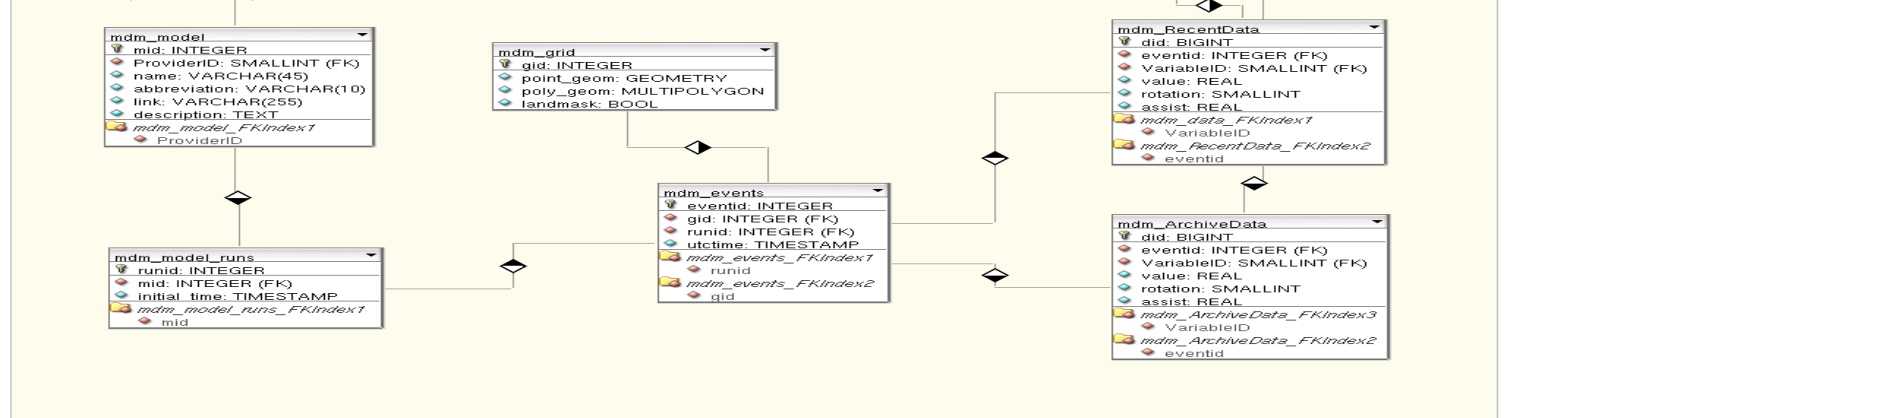 mdm_model
mid: INTEGER
ProviderID: SMALLINT (FK)
name: VARCHAR(45)
abbreviation: VARCHAR(10)
link: VARCHAR(255)
description: TEXT
mdm_model_FKIndex1
ProviderID
mdm_grid
gid: INTEGER
point_geom: GEOMETRY
poly_geom: MULTIPOLYGON
landmask: BOOL
mdm_RecentData
did: BIGINT
eventid: INTEGER (FK)
VariableID: SMALLINT (FK)
value: REAL
rotation: SMALLINT
assist: REAL
mdm_data_FKIndex1
VariableID
mdm_RecentData_FKIndex2
eventid
mdm_events
eventid: INTEGER
gid: INTEGER (FK)
runid: INTEGER (FK)
utctime: TIMESTAMP
mdm_events_FKIndex1
runid
mdm_events_FKIndex2
gid
mdm_model_runs
runid: INTEGER
mid: INTEGER (FK)
initial_time: TIMESTAMP
mdm_model_runs_FKIndex1
mid
mdm_ArchiveData
did: BIGINT
eventid: INTEGER (FK)
VariableID: SMALLINT (FK)
value: REAL
rotation: SMALLINT
assist: REAL
mdm_ArchiveData_FKIndex3
VariableID
mdm_ArchiveData_FKIndex2
eventid